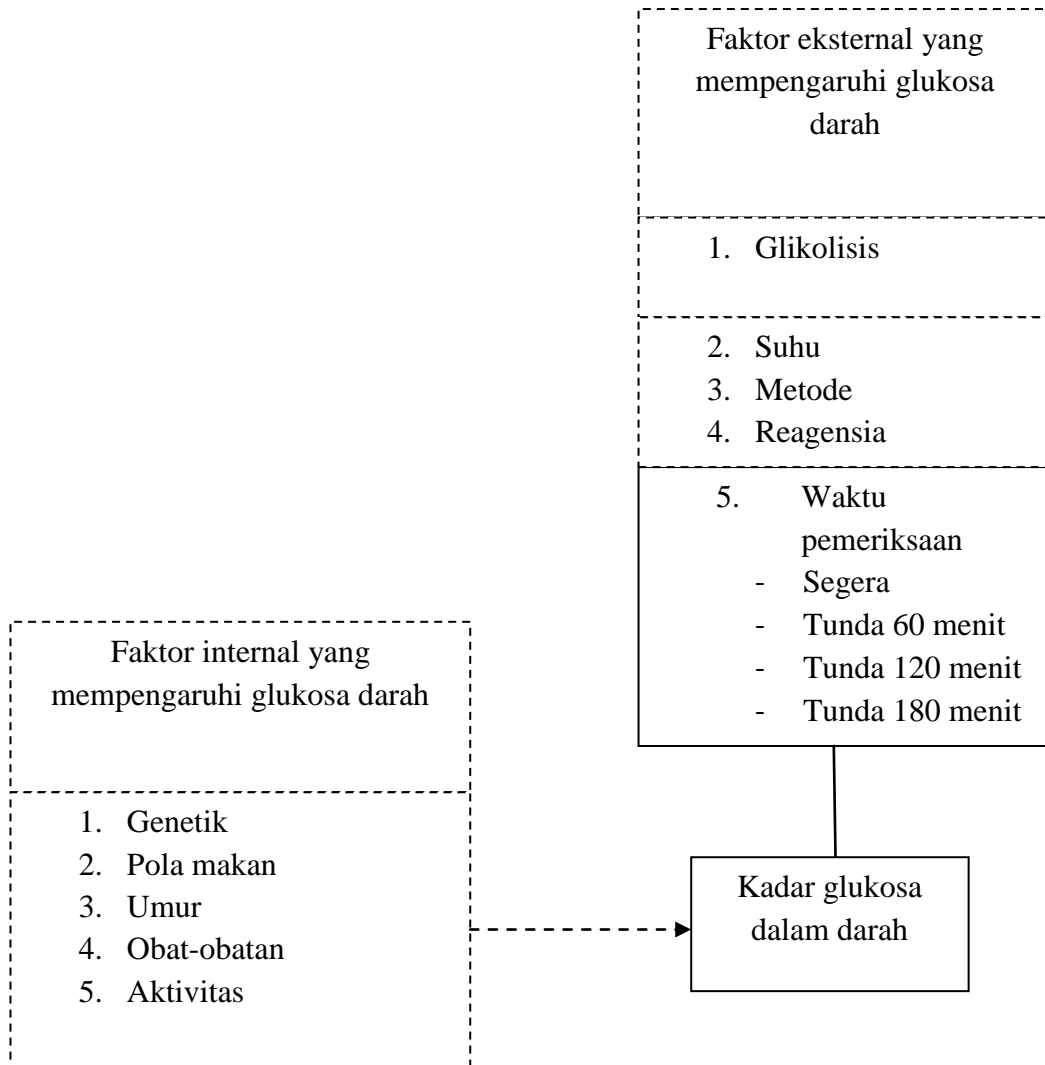 Faktor eksternal yang
mempengaruhi glukosa
darah
1. Glikolisis
2. Suhu
3. Metode
4. Reagensia
5. Waktu
pemeriksaan
- Segera
- Tunda 60 menit
- Tunda 120 menit
- Tunda 180 menit
Faktor internal yang
mempengaruhi glukosa darah
1. Genetik
2. Pola makan
3. Umur
4. Obat-obatan
5. Aktivitas
Kadar glukosa
dalam darah